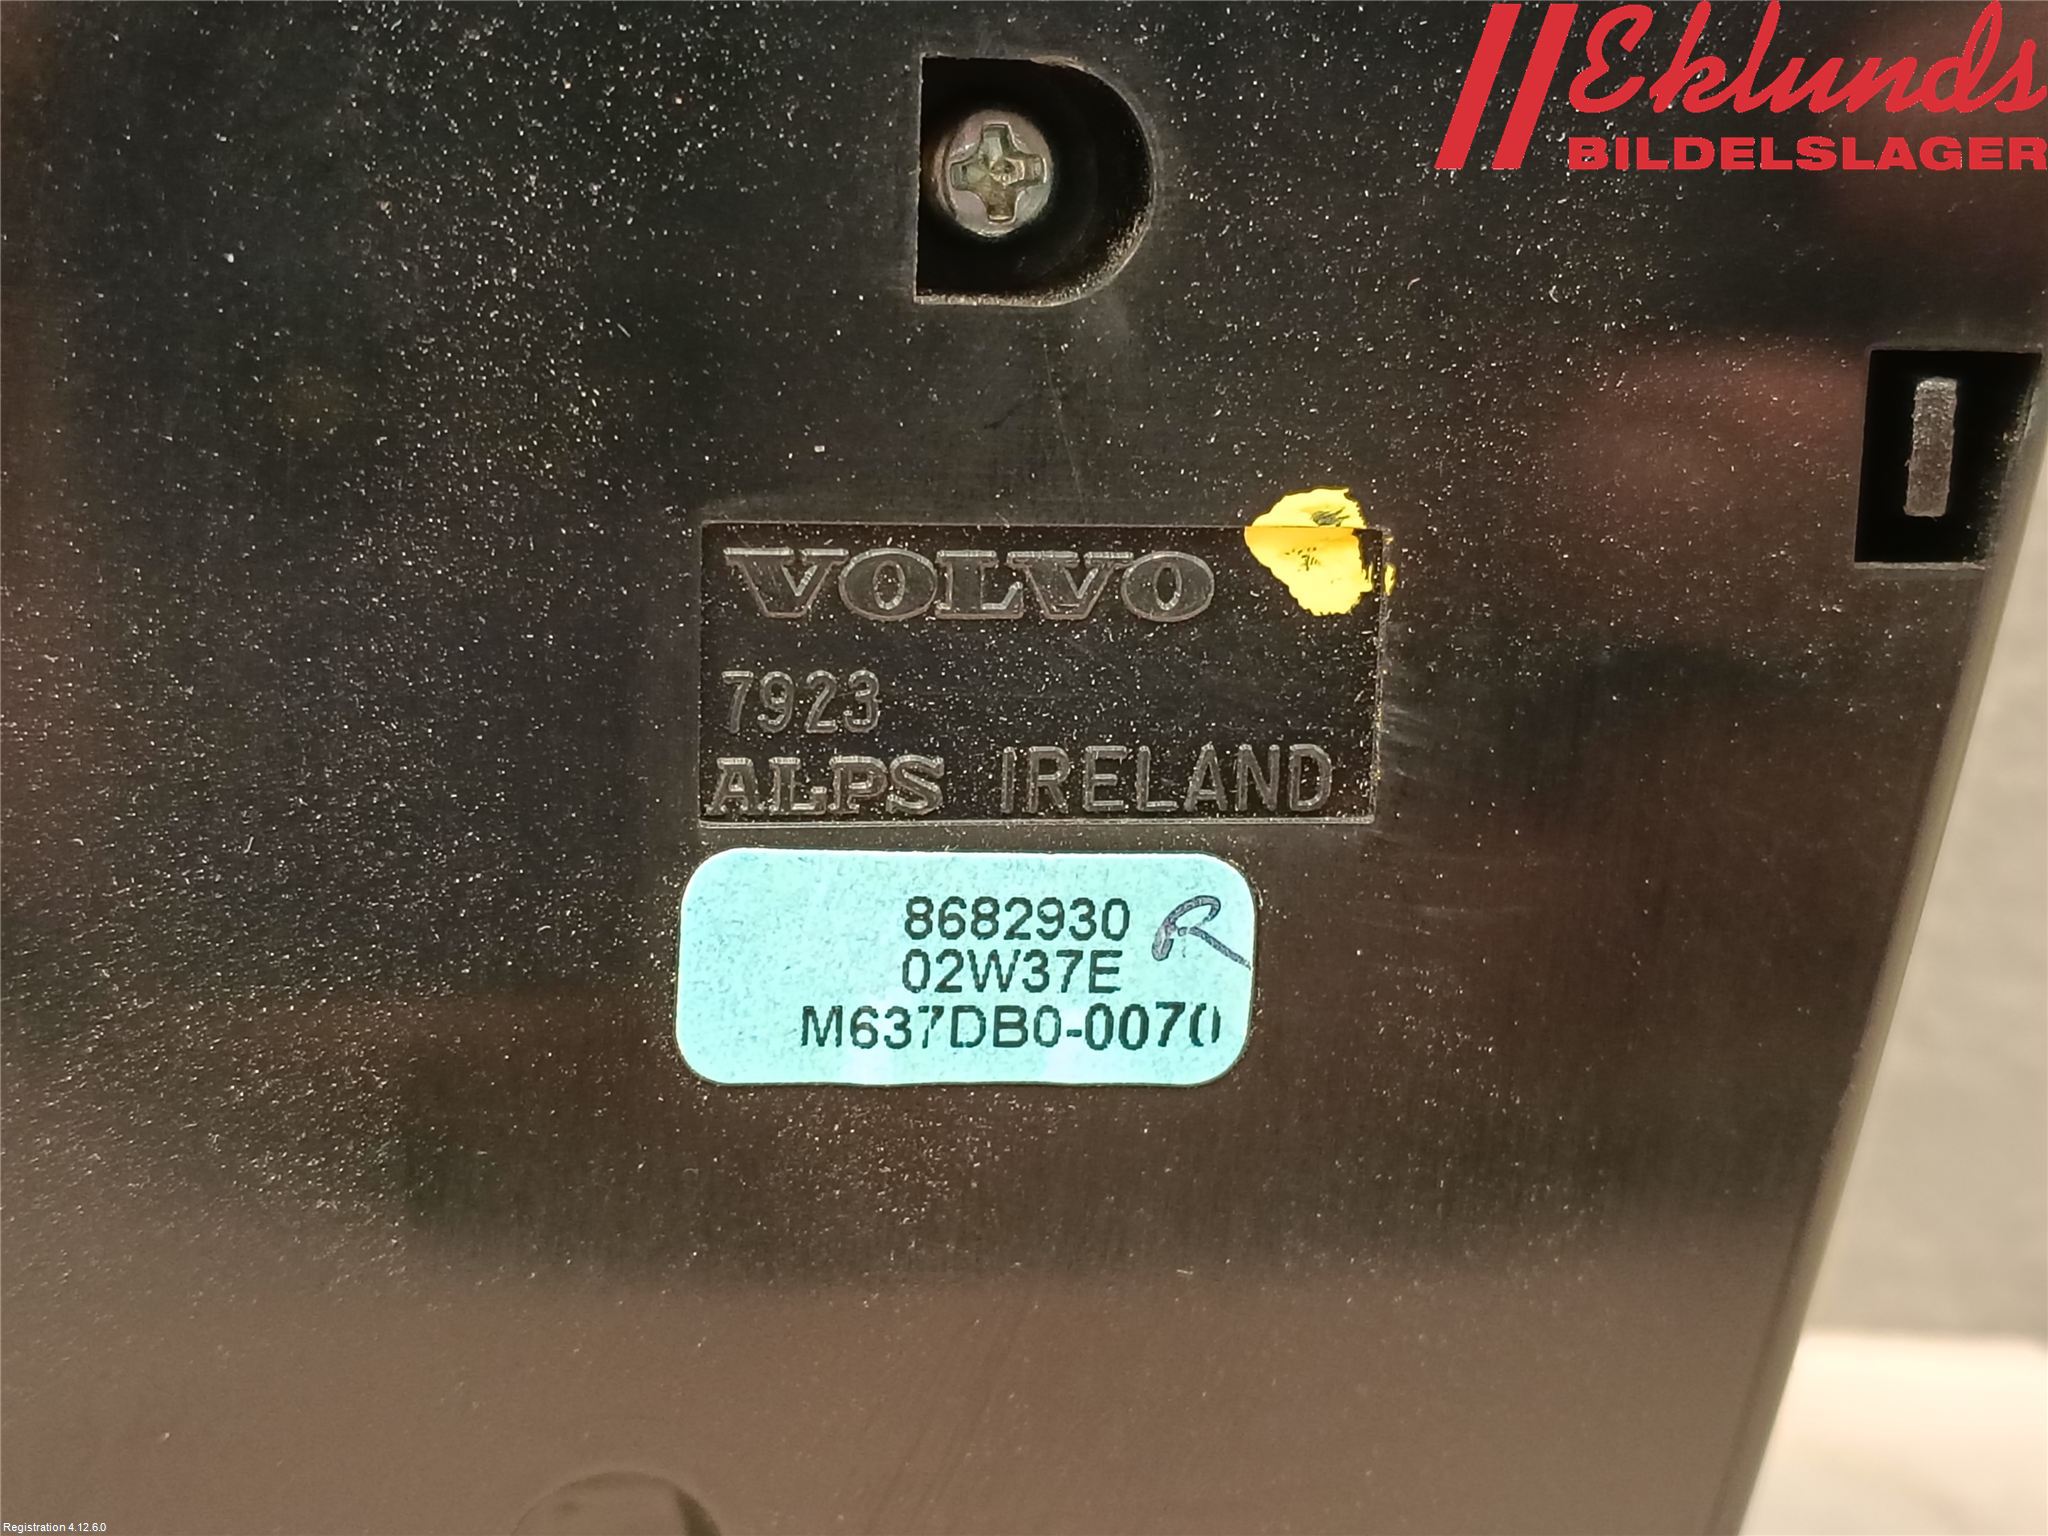 Eklunds
BILDELSLAGER
VOLVO
7923
ALPS IRELAND
8682930 R
02W37E
M637DB0-0070
Registration 4.12.6.0